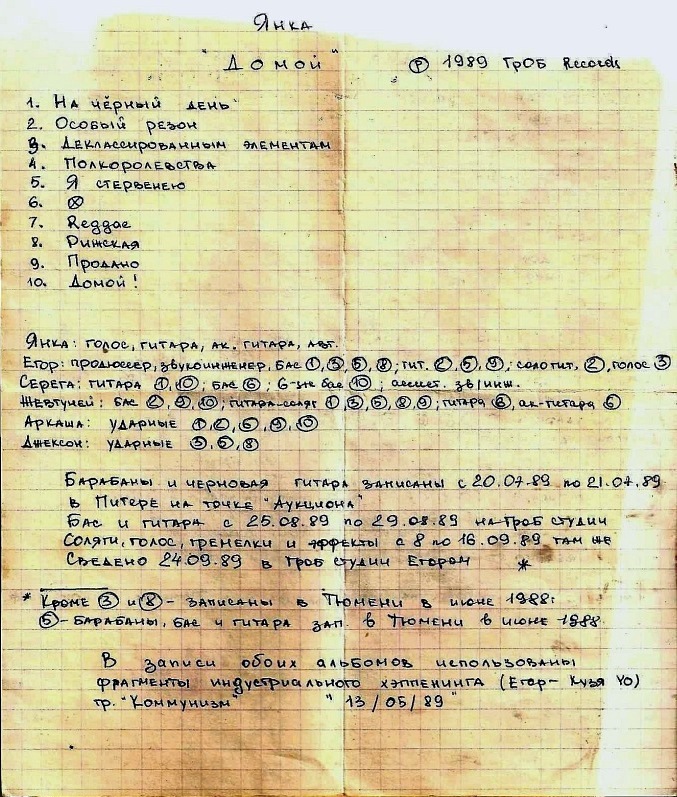 Янка
"Домой" Ⓟ 1989 ГрОБ Records
1. На чёрный день
2. Особый резон
3. Деклассированным элементам
4. Полкоролевства
5. Я стервенею
6. ⊗
7. Reggae
8. Рижская
9. Продано
10. Домой!
Янка: голос, гитара, ак. гитара, авт.
Егор: продюссер, звукоинженер, бас ①, ③, ⑤, ⑧; гит. ②, ⑤, ⑨; соло гит. ②, голос ③
Серега: гитара ①, ⑩; бас ⑥; 6-ти бас ⑩; ассист. зв/инж.
Жевтуней: бас ②, ⑨, ⑩; гитара-соляг ①, ③, ⑤, ⑧, ⑨; гитара ⑧, ак-гитара ⑥
Аркаша: ударные ①, ②, ⑥, ⑨, ⑩
Джексон: ударные ③, ⑤, ⑧
Барабаны и черновая гитара записаны с 20.07.89 по 21.07.89
в Питере на точке "Аукциона"
Бас и гитара с 25.08.89 по 29.08.89 на ГрОб студии
Соляги, голос, гремелки и эффекты с 8 по 16.09.89 там же
Сведено 24.09.89 в ГрОб студии Егором *
* Кроме ③ и ⑧ - записаны в Тюмени в июне 1988:
⑤ - барабаны, бас и гитара зап. в Тюмени в июне 1988.
В записи обоих альбомов использованы
фрагменты индустриального хэппенинга (Егор - Кузя УО)
гр. "Коммунизм" "13/05/89"